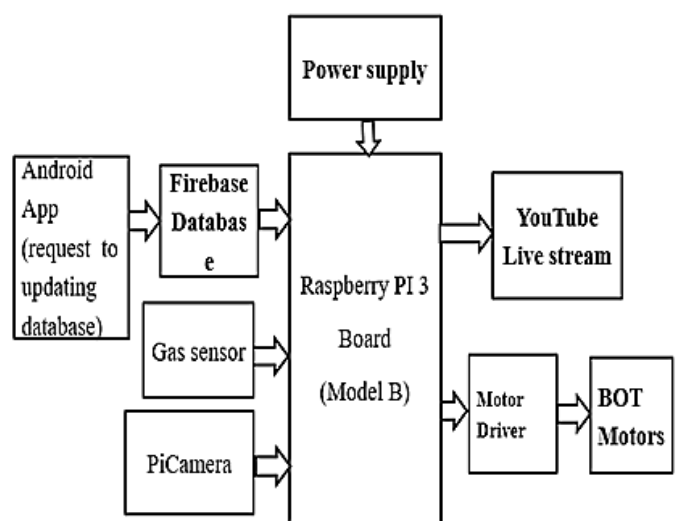 Power supply
Android
App
(request to
updating
database)
Firebase
Databas
e
Gas sensor
PiCamera
Raspberry PI 3
Board
(Model B)
YouTube
Live stream
Motor
Driver
BOT
Motors